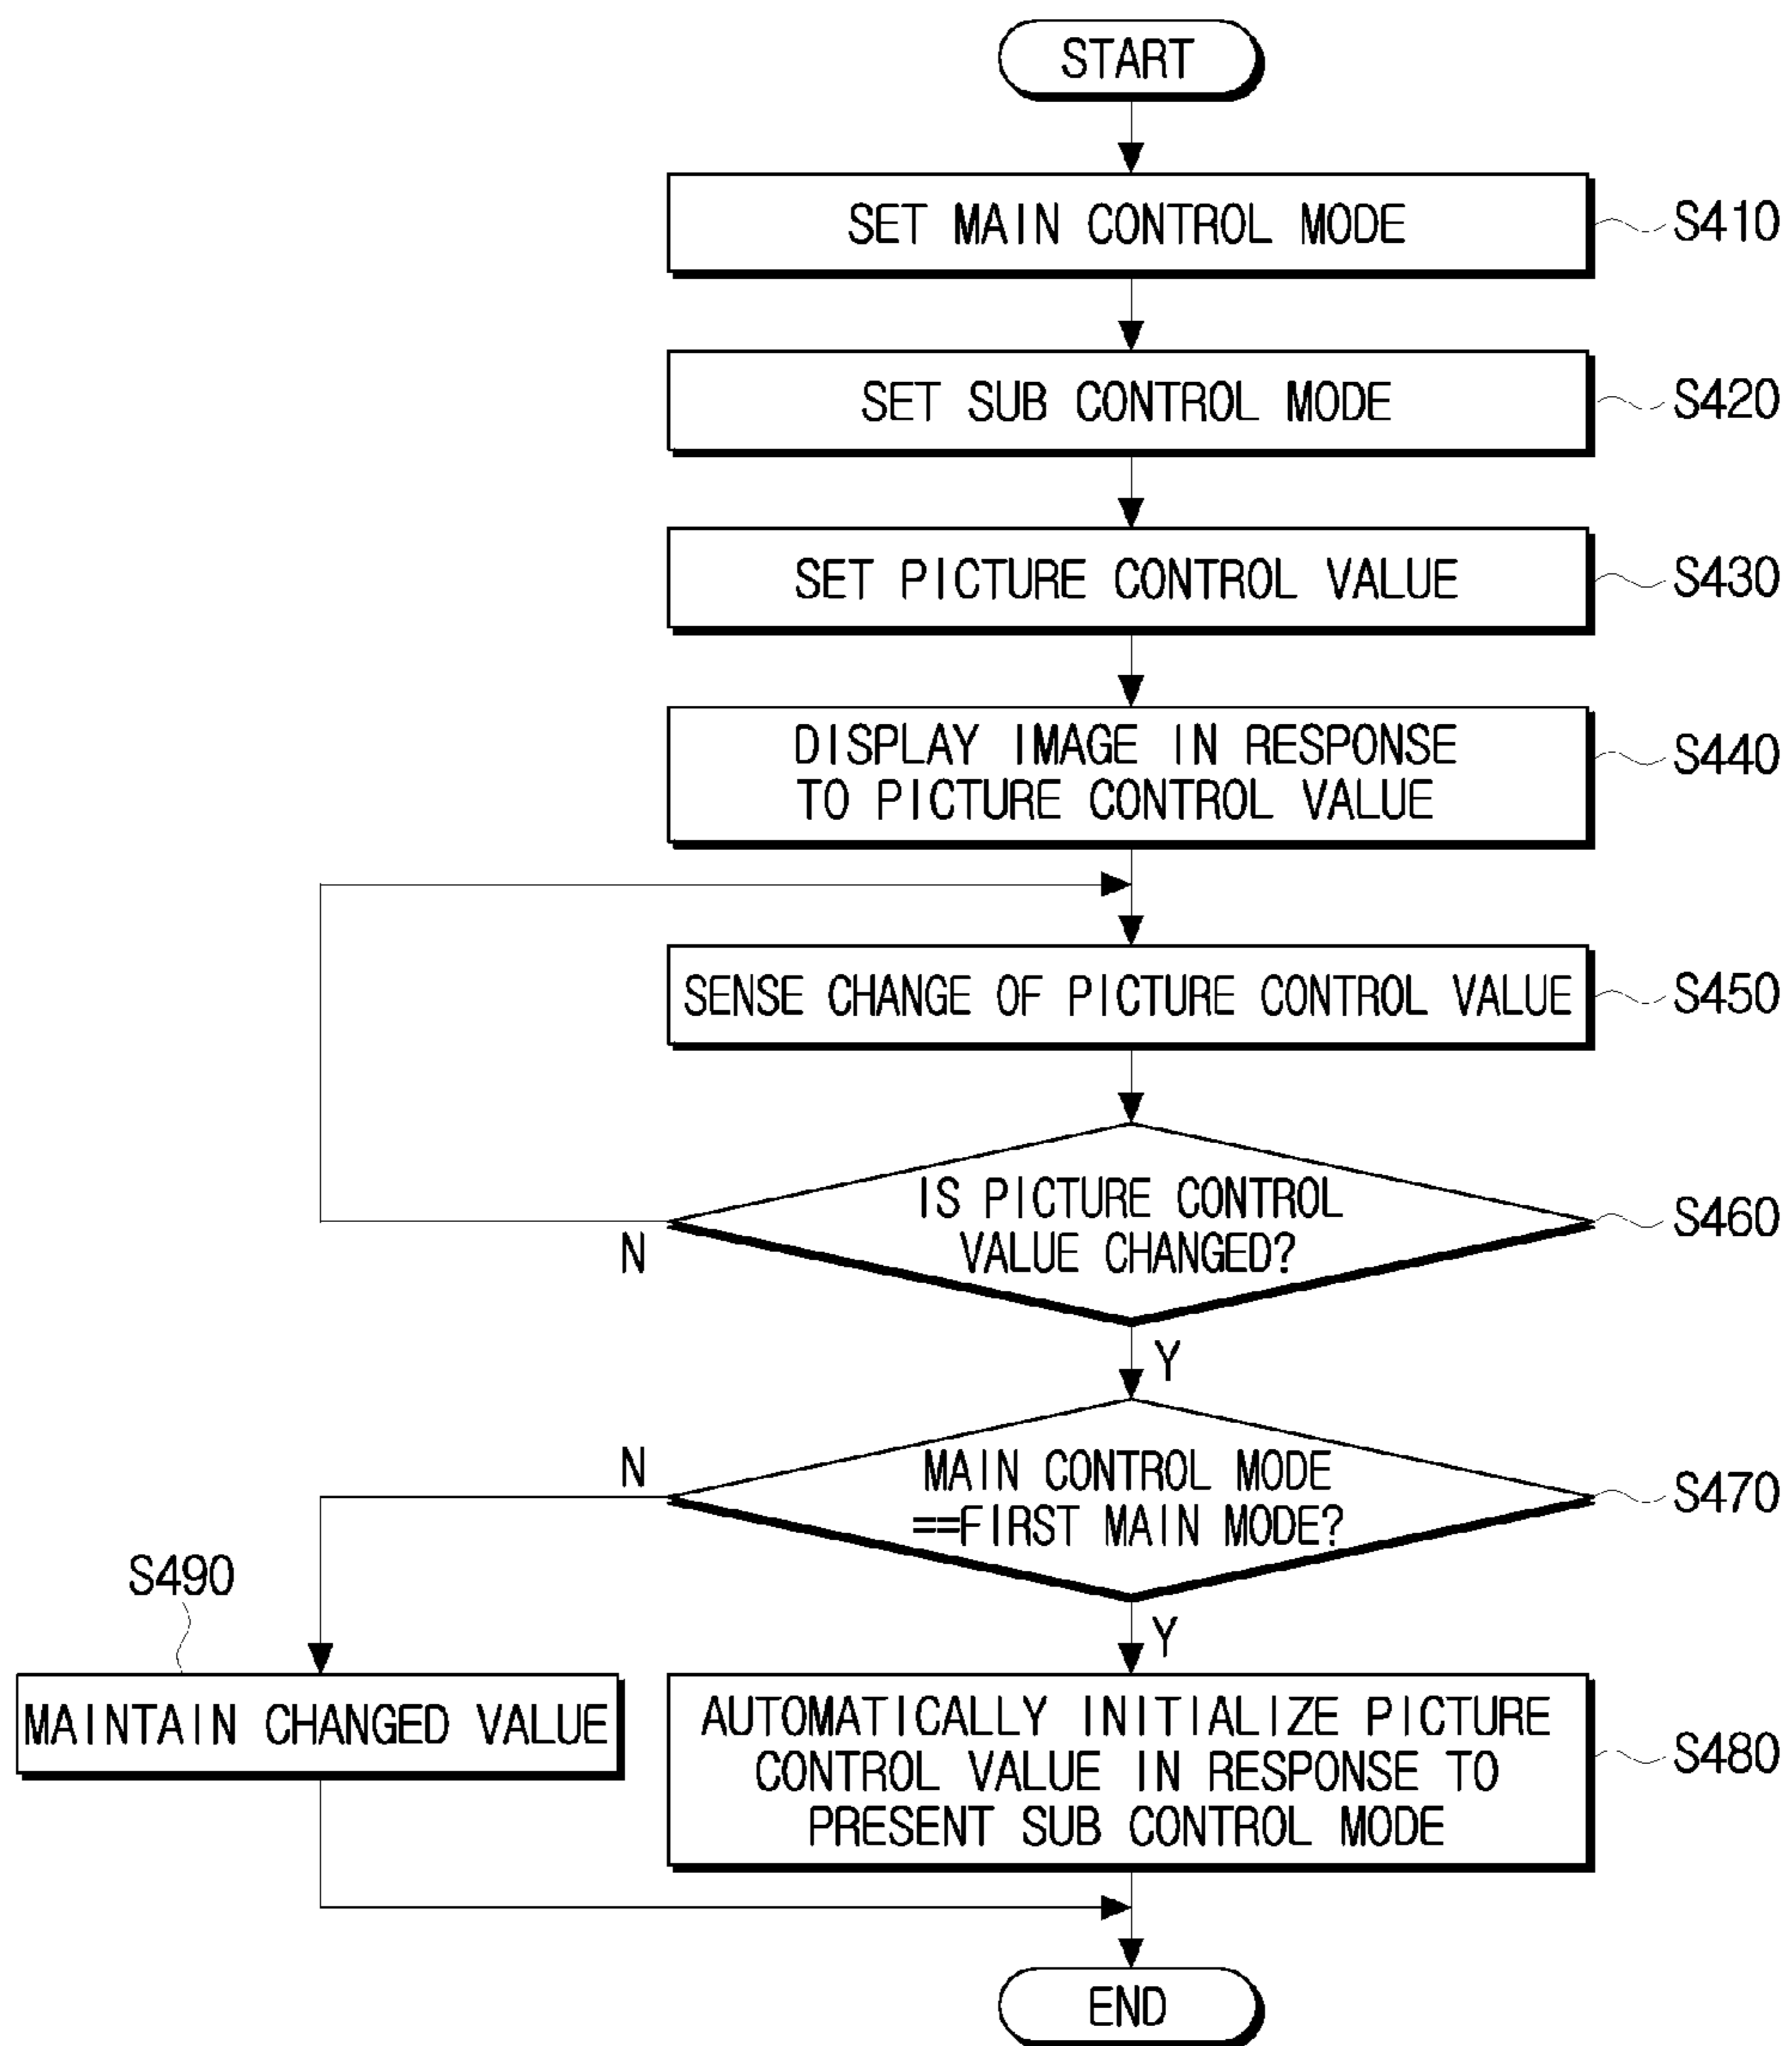 START
SET MAIN CONTROL MODE
S410
SET SUB CONTROL MODE
S420
SET PICTURE CONTROL VALUE
S430
DISPLAY IMAGE IN RESPONSE
TO PICTURE CONTROL VALUE
S440
SENSE CHANGE OF PICTURE CONTROL VALUE
S450
IS PICTURE CONTROL
VALUE CHANGED?
S460
N
Y
MAIN CONTROL MODE
==FIRST MAIN MODE?
S470
N
Y
S490
MAINTAIN CHANGED VALUE
AUTOMATICALLY INITIALIZE PICTURE
CONTROL VALUE IN RESPONSE TO
PRESENT SUB CONTROL MODE
S480
END